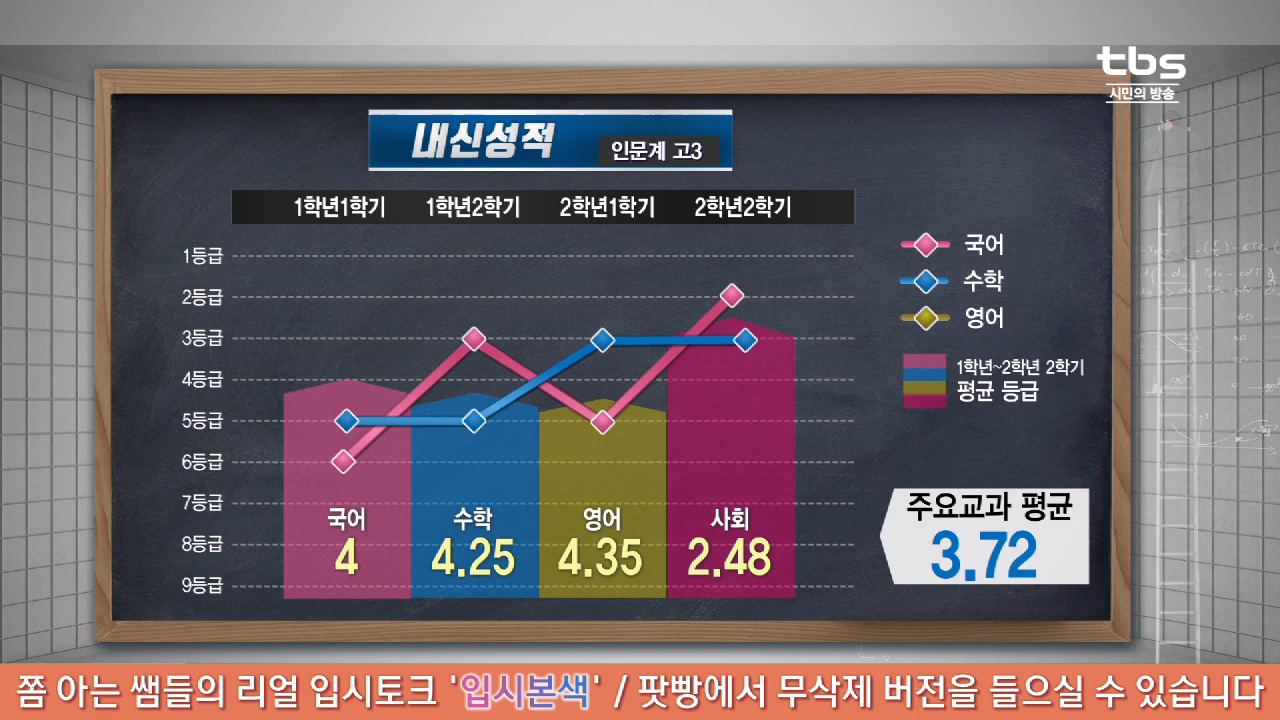 tbs
시민의 방송
내신성적 인문계 고3
1학년1학기 1학년2학기 2학년1학기 2학년2학기
1등급
2등급
3등급
4등급
5등급
6등급
7등급
8등급
9등급
국어
수학
영어
1학년~2학년 2학기
평균 등급
국어 수학 영어 사회
4 4.25 4.35 2.48
주요교과 평균
3.72
쫌 아는 쌤들의 리얼 입시토크 '입시본색' / 팟빵에서 무삭제 버전을 들으실 수 있습니다